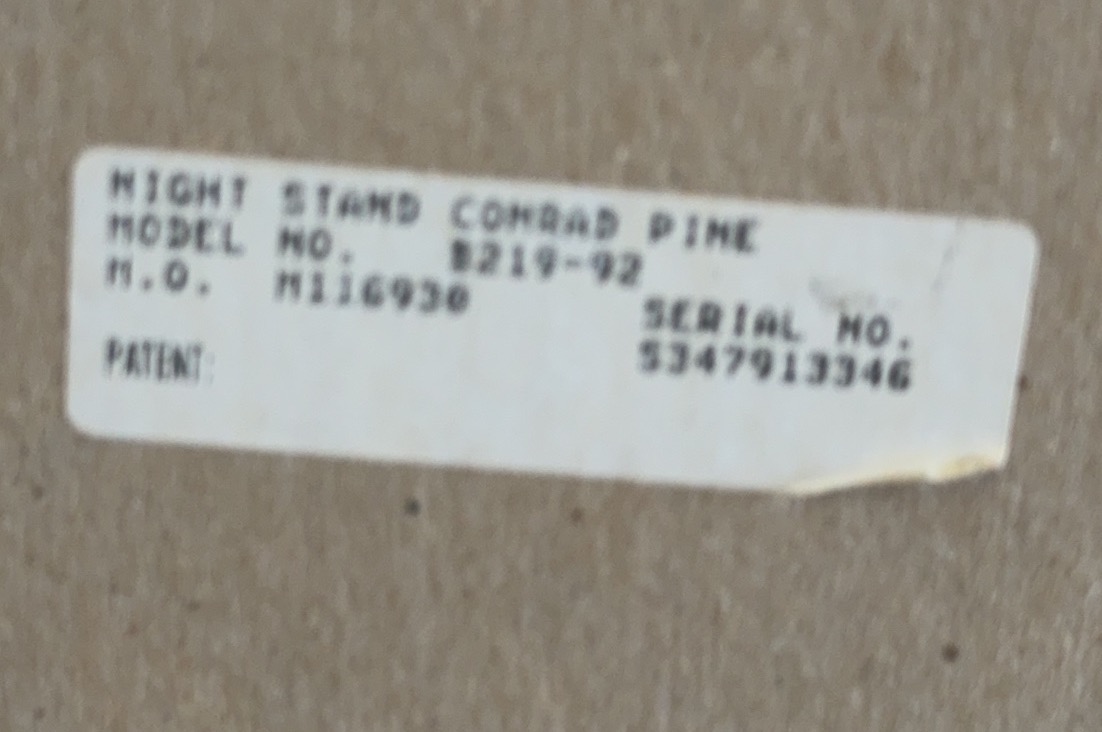 NIGHT STAND CONRAD PINE
MODEL NO. B219-92
M.O. M116930
SERIAL NO.
5347913346
PATENT: